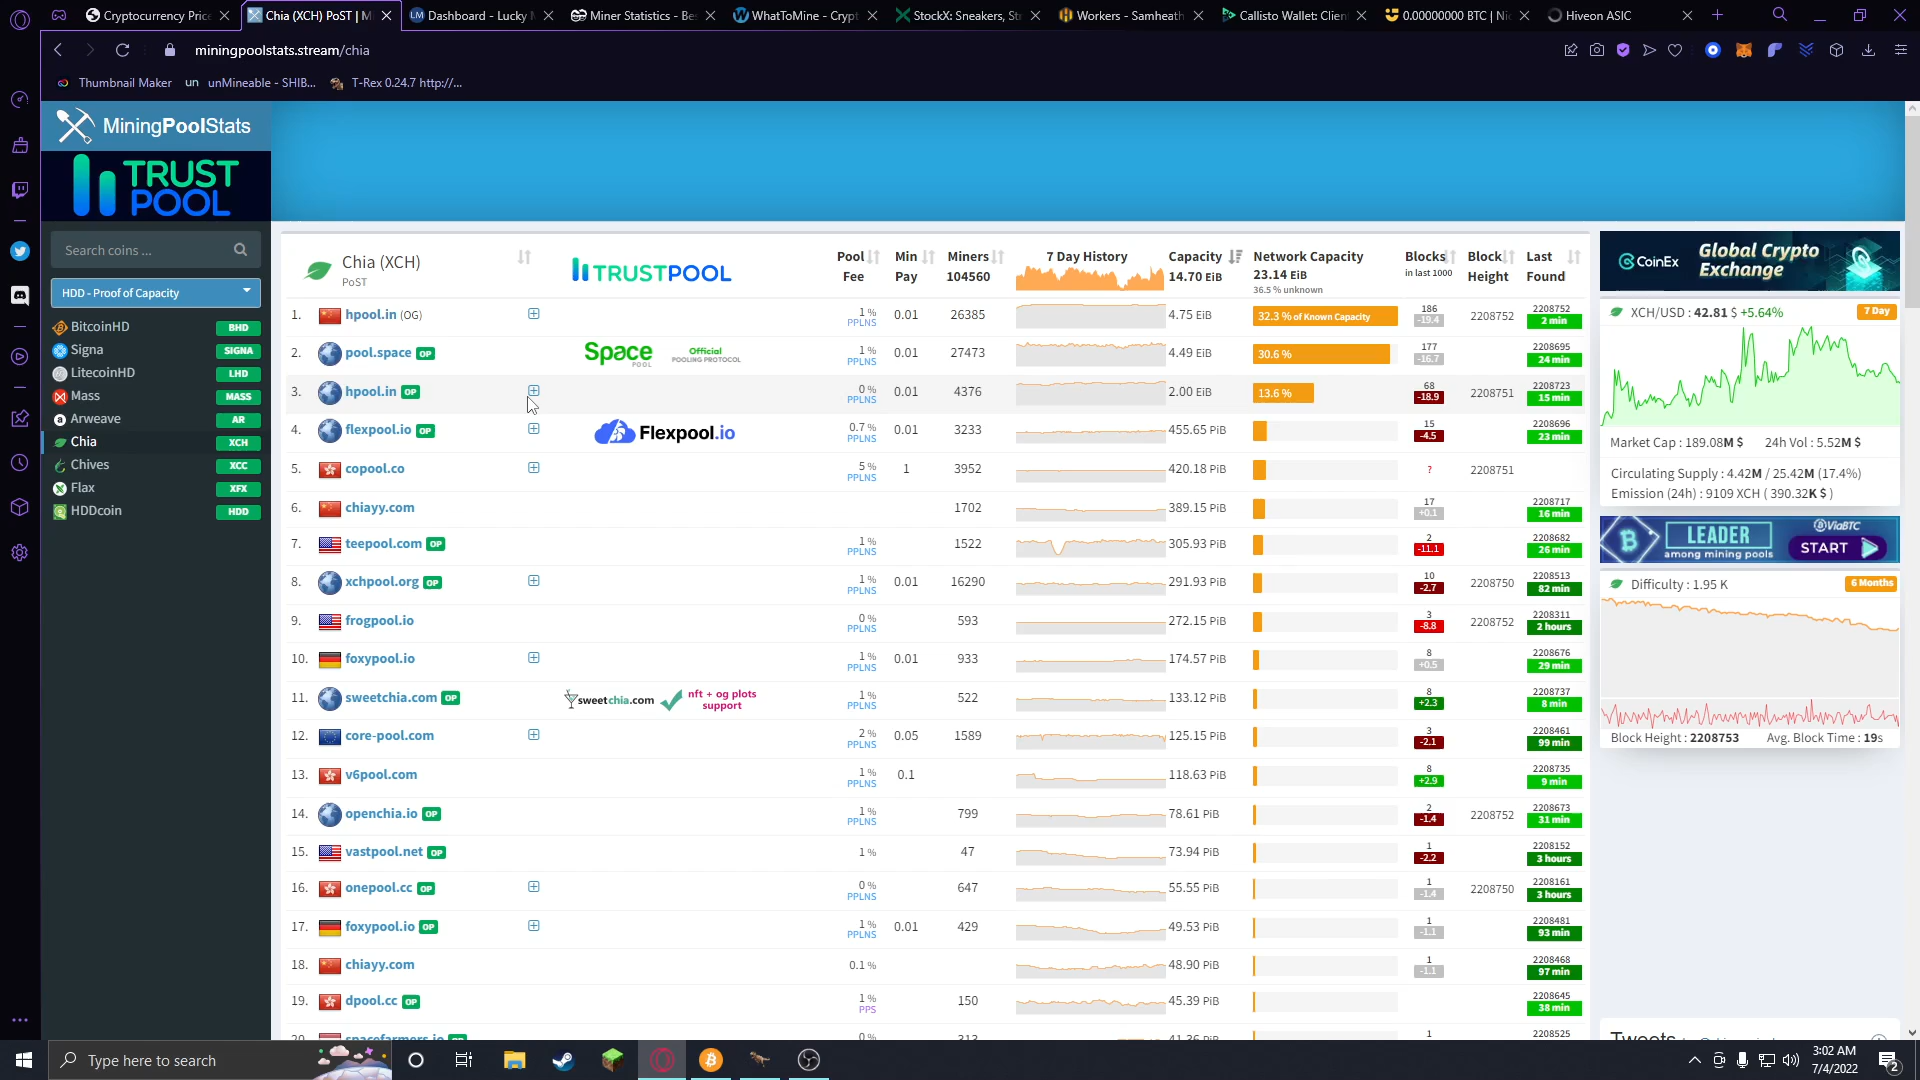 Cryptocurrency Price
Chia (XCH) PoST | Mi
Dashboard - Lucky M
Miner Statistics - Be
WhatToMine - Crypt
StockX: Sneakers, St
Workers - Samheath
Callisto Wallet: Clien
0.00000000 BTC | Ni
Hiveon ASIC
miningpoolstats.stream/chia
Thumbnail Maker
un unMineable - SHIB...
T-Rex 0.24.7 http://...
MiningPoolStats
TRUST
POOL
Search coins ...
HDD - Proof of Capacity
BitcoinHD BHD
Signa SIGNA
LitecoinHD LHD
Mass MASS
Arweave AR
Chia XCH
Chives XCC
Flax XFX
HDDcoin HDD
Chia (XCH)
PoST
TRUSTPOOL
Pool
Fee
Min
Pay
Miners
104560
7 Day History
Capacity
14.70 EiB
Network Capacity
23.14 EiB
36.5 % unknown
Blocks
in last 1000
Block
Height
Last
Found
1. hpool.in (OG) 1 % PPLNS 0.01 26385 4.75 EiB 32.3 % of Known Capacity 186 -19.4 2208752 2208752 2 min
2. pool.space OP Space POOL Official POOLING PROTOCOL 1 % PPLNS 0.01 27473 4.49 EiB 30.6 % 177 -16.7 2208695 24 min
3. hpool.in OP 0 % PPLNS 0.01 4376 2.00 EiB 13.6 % 68 -18.9 2208751 2208723 15 min
4. flexpool.io OP Flexpool.io 0.7 % PPLNS 0.01 3233 455.65 PiB 15 -4.5 2208696 23 min
5. copool.co 5 % PPLNS 1 3952 420.18 PiB ? 2208751
6. chiayy.com 1702 389.15 PiB 17 +0.1 2208717 16 min
7. teepool.com OP 1 % PPLNS 1522 305.93 PiB 2 -11.1 2208682 26 min
8. xchpool.org OP 1 % PPLNS 0.01 16290 291.93 PiB 10 -2.7 2208750 2208513 82 min
9. frogpool.io 0 % PPLNS 593 272.15 PiB 3 -8.8 2208752 2208311 2 hours
10. foxypool.io 1 % PPLNS 0.01 933 174.57 PiB 8 +0.5 2208676 29 min
11. sweetchia.com OP sweetchia.com nft + og plots support 1 % PPLNS 522 133.12 PiB 8 +2.3 2208737 8 min
12. core-pool.com 2 % PPLNS 0.05 1589 125.15 PiB 3 -2.1 2208461 99 min
13. v6pool.com 1 % PPLNS 0.1 118.63 PiB 8 +2.9 2208735 9 min
14. openchia.io OP 1 % PPLNS 799 78.61 PiB 2 -1.4 2208752 2208673 31 min
15. vastpool.net OP 1 % 47 73.94 PiB 1 -2.2 2208152 3 hours
16. onepool.cc OP 0 % PPLNS 647 55.55 PiB 1 -1.4 2208750 2208161 3 hours
17. foxypool.io OP 1 % PPLNS 0.01 429 49.53 PiB 1 -1.1 2208481 93 min
18. chiayy.com 0.1 % 48.90 PiB 1 -1.1 2208468 97 min
19. dpool.cc OP 1 % PPS 150 45.39 PiB 2208645 38 min
20. spacefarmers.io 0 % 313 41.36 PiB 1 2208525
CoinEx Global Crypto
Exchange
XCH/USD : 42.81 $ +5.64% 7 Day
Market Cap : 189.08M $ 24h Vol : 5.52M $
Circulating Supply : 4.42M / 25.42M (17.4%)
Emission (24h) : 9109 XCH ( 390.32K $ )
LEADER
among mining pools
ViaBTC
START
Difficulty : 1.95 K 6 Months
Block Height : 2208753 Avg. Block Time : 19s
Tweets
Type here to search
3:02 AM
7/4/2022
2